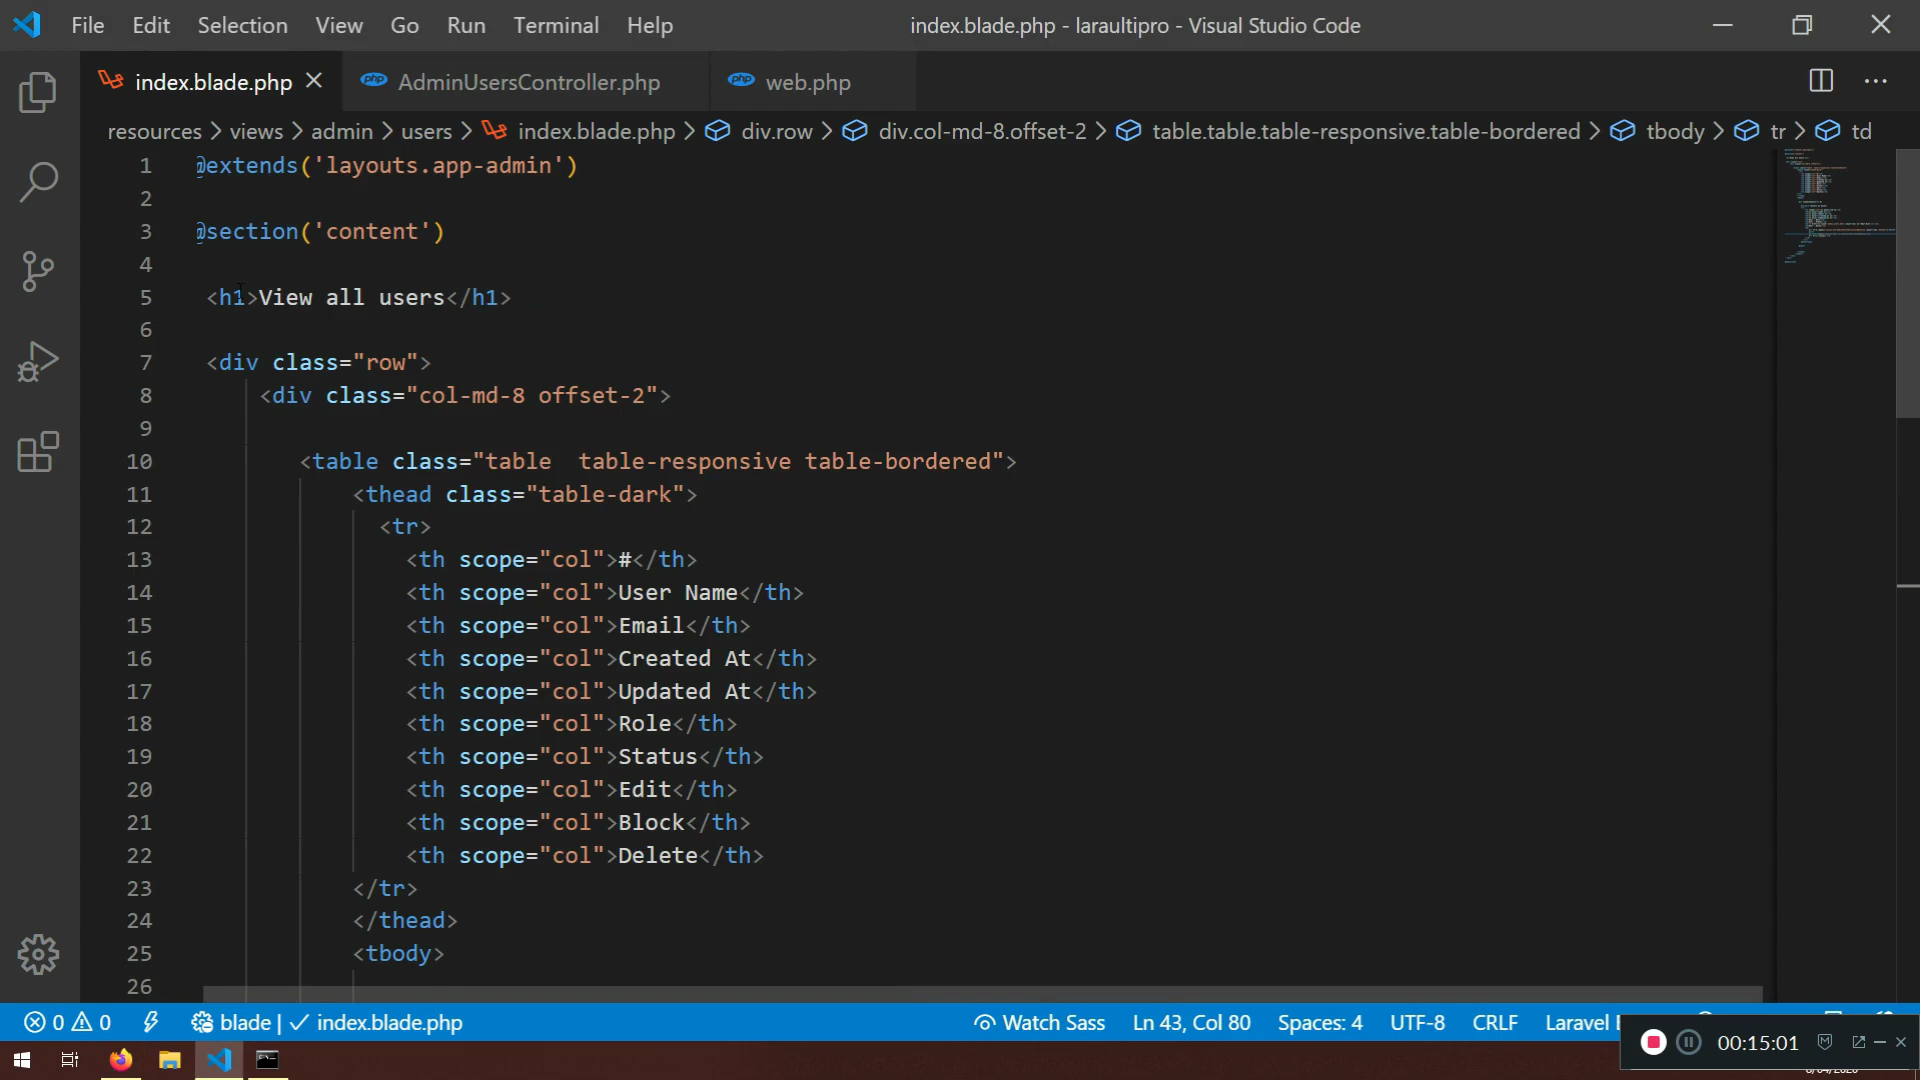 File Edit Selection View Go Run Terminal Help index.blade.php - laraultipro - Visual Studio Code
index.blade.php AdminUsersController.php web.php
resources > views > admin > users > index.blade.php > div.row > div.col-md-8.offset-2 > table.table.table-responsive.table-bordered > tbody > tr > td
1 @extends('layouts.app-admin')
2
3 @section('content')
4
5 <h1>View all users</h1>
6
7 <div class="row">
8 <div class="col-md-8 offset-2">
9
10 <table class="table  table-responsive table-bordered">
11 <thead class="table-dark">
12 <tr>
13 <th scope="col">#</th>
14 <th scope="col">User Name</th>
15 <th scope="col">Email</th>
16 <th scope="col">Created At</th>
17 <th scope="col">Updated At</th>
18 <th scope="col">Role</th>
19 <th scope="col">Status</th>
20 <th scope="col">Edit</th>
21 <th scope="col">Block</th>
22 <th scope="col">Delete</th>
23 </tr>
24 </thead>
25 <tbody>
26
0 0 blade | ✓ index.blade.php Watch Sass Ln 43, Col 80 Spaces: 4 UTF-8 CRLF Laravel
00:15:01